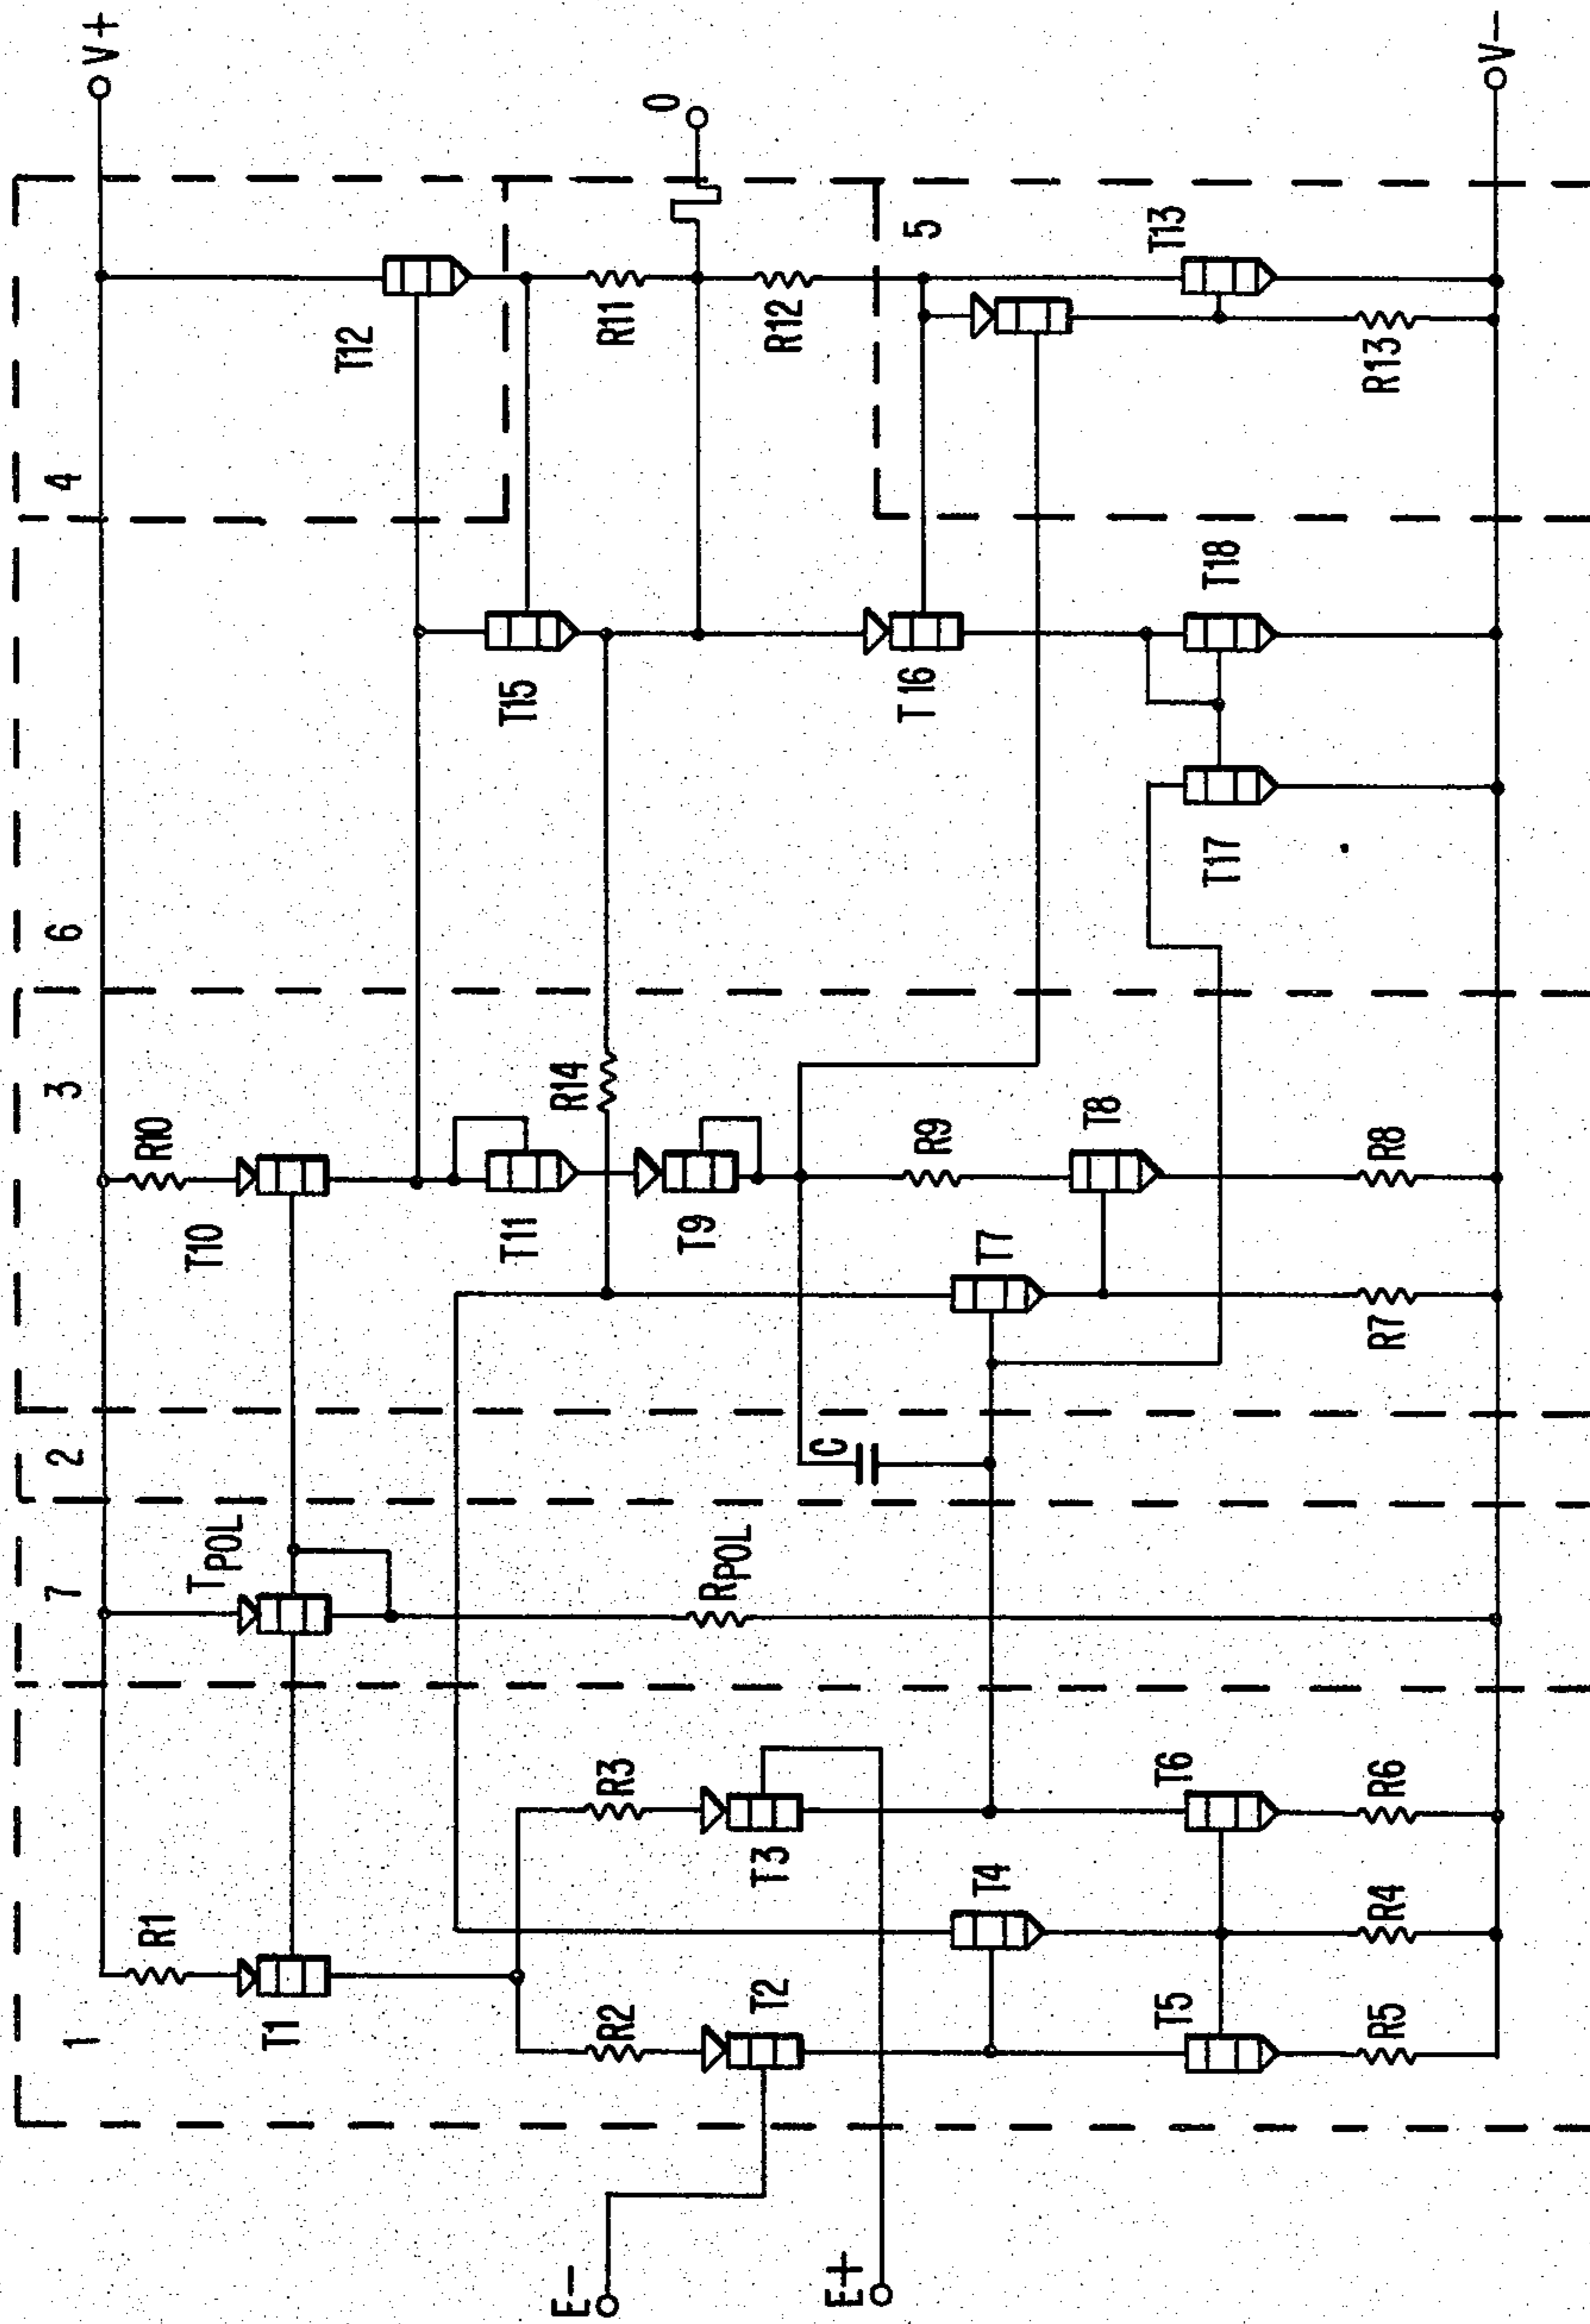 V+
O
V-
4
T12
R11
R12
5
T13
R13
6
T15
T16
T18
T17
3
R10
T10
T11
R14
T9
R9
T8
R8
T7
R7
2
C
7
TPOL
RPOL
1
R1
T1
R3
T3
T6
R6
T4
R4
R2
T2
T5
R5
E-
E+